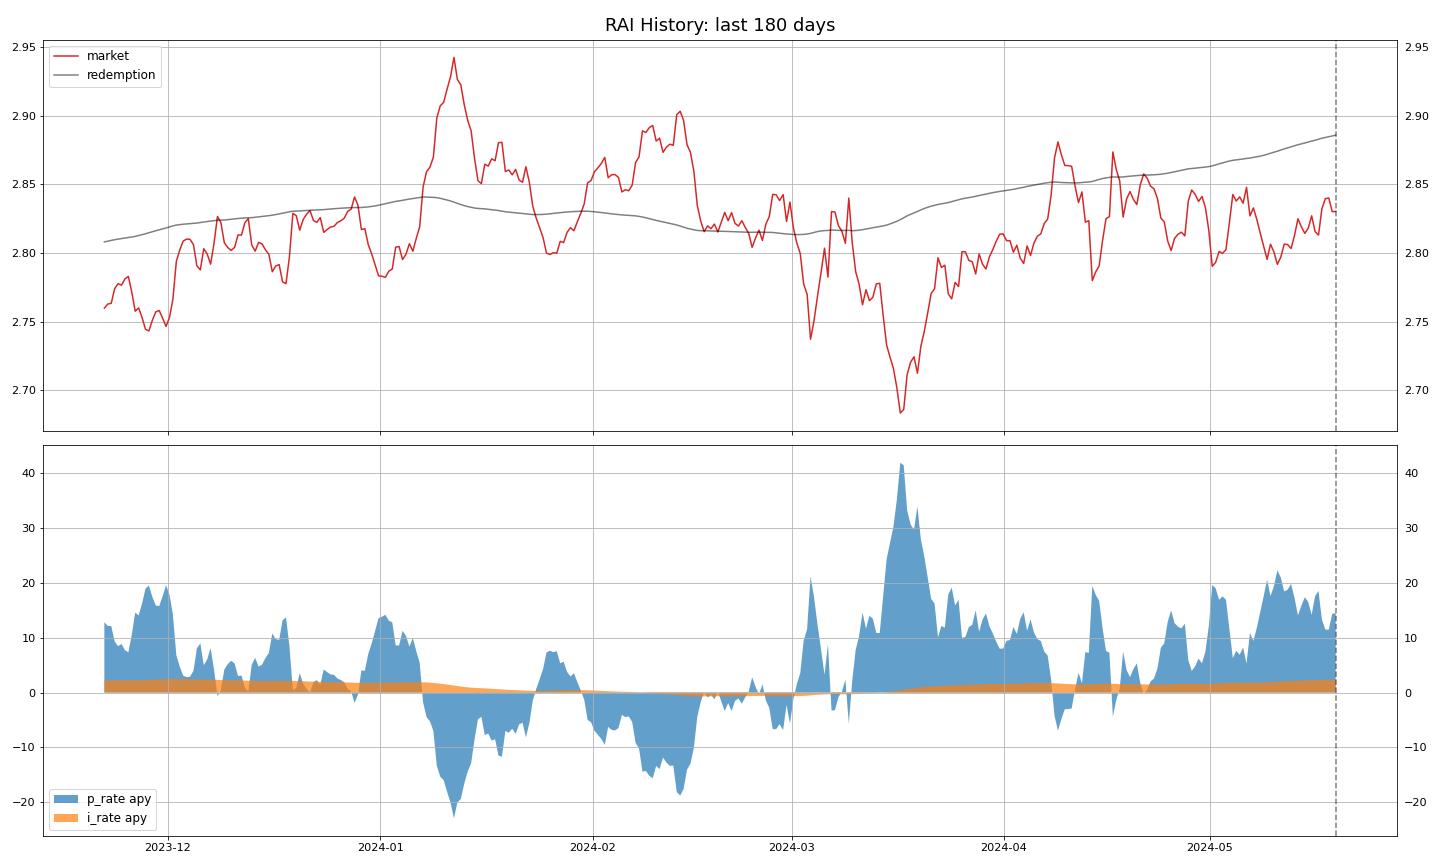 RAI History: last 180 days
market
redemption
2.95 2.95
2.90 2.90
2.85 2.85
2.80 2.80
2.75 2.75
2.70 2.70
40 40
30 30
20 20
10 10
0 0
−10 −10
−20 −20
p_rate apy
i_rate apy
2023-12 2024-01 2024-02 2024-03 2024-04 2024-05